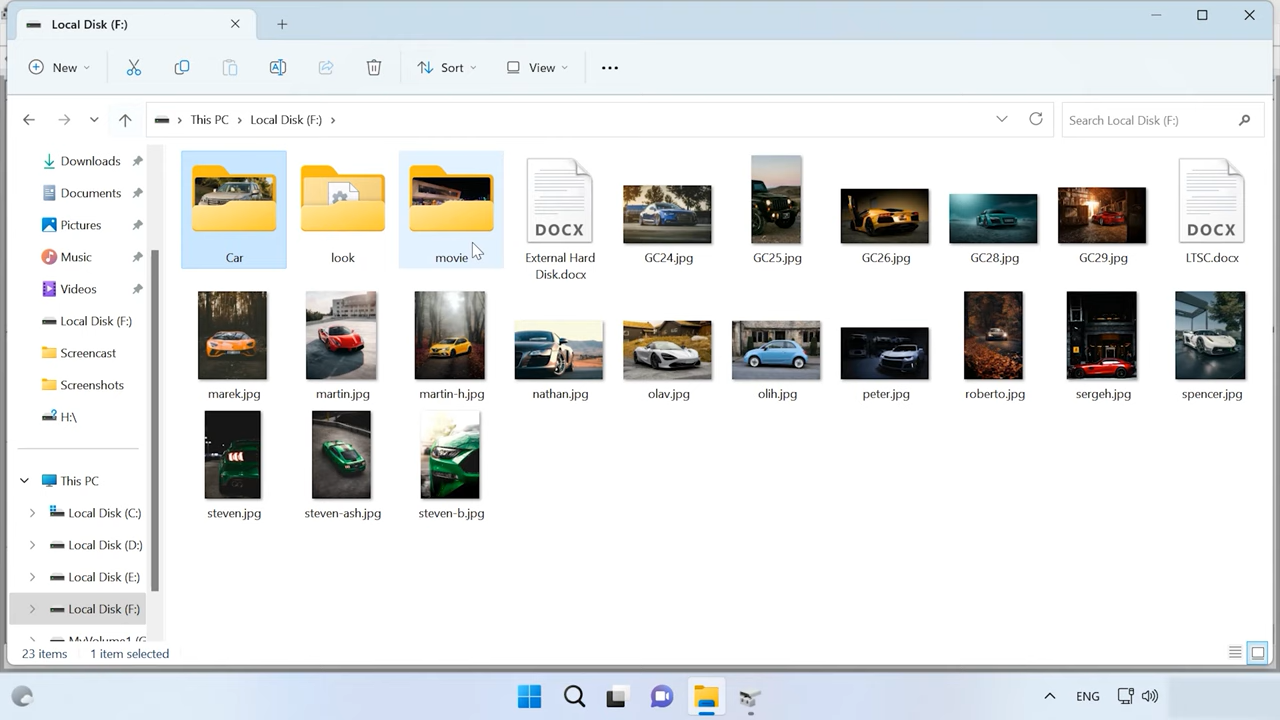 Local Disk (F:)
New
Sort
View
This PC
Local Disk (F:)
Search Local Disk (F:)
Downloads
Documents
Pictures
Music
Videos
Local Disk (F:)
Screencast
Screenshots
H:\
This PC
Local Disk (C:)
Local Disk (D:)
Local Disk (E:)
Local Disk (F:)
MyVolume1 (G
Car
look
movie
DOCX
External Hard
Disk.docx
GC24.jpg
GC25.jpg
GC26.jpg
GC28.jpg
GC29.jpg
DOCX
LTSC.docx
marek.jpg
martin.jpg
martin-h.jpg
nathan.jpg
olav.jpg
olih.jpg
peter.jpg
roberto.jpg
sergeh.jpg
spencer.jpg
steven.jpg
steven-ash.jpg
steven-b.jpg
23 items
1 item selected
ENG